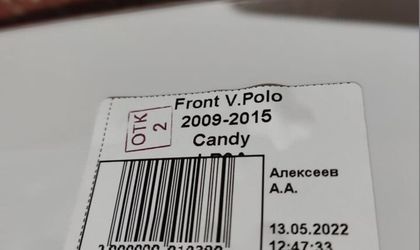 ОТК
2
Front V.Polo
2009-2015
Candy
Алексеев
А.А.
13.05.2022
12:47:33